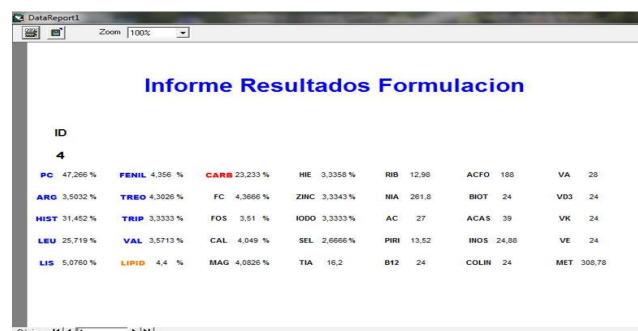 DataReport1
Zoom 100%
Informe Resultados Formulacion
ID
4
PC 47,266 % FENIL 4,356 % CARB 23,233 % HIE 3,3358 % RIB 12,98 ACFO 188 VA 28
ARG 3,5032 % TREO 4,3026 % FC 4,3666 % ZINC 3,3343 % NIA 261,8 BIOT 24 VD3 24
HIST 31,452 % TRIP 3,3333 % FOS 3,51 % IODO 3,3333 % AC 27 ACAS 39 VK 24
LEU 25,719 % VAL 3,5713 % CAL 4,049 % SEL 2,6666 % PIRI 13,52 INOS 24,88 VE 24
LIS 5,0760 % LIPID 4,4 % MAG 4,0826 % TIA 16,2 B12 24 COLIN 24 MET 308,78